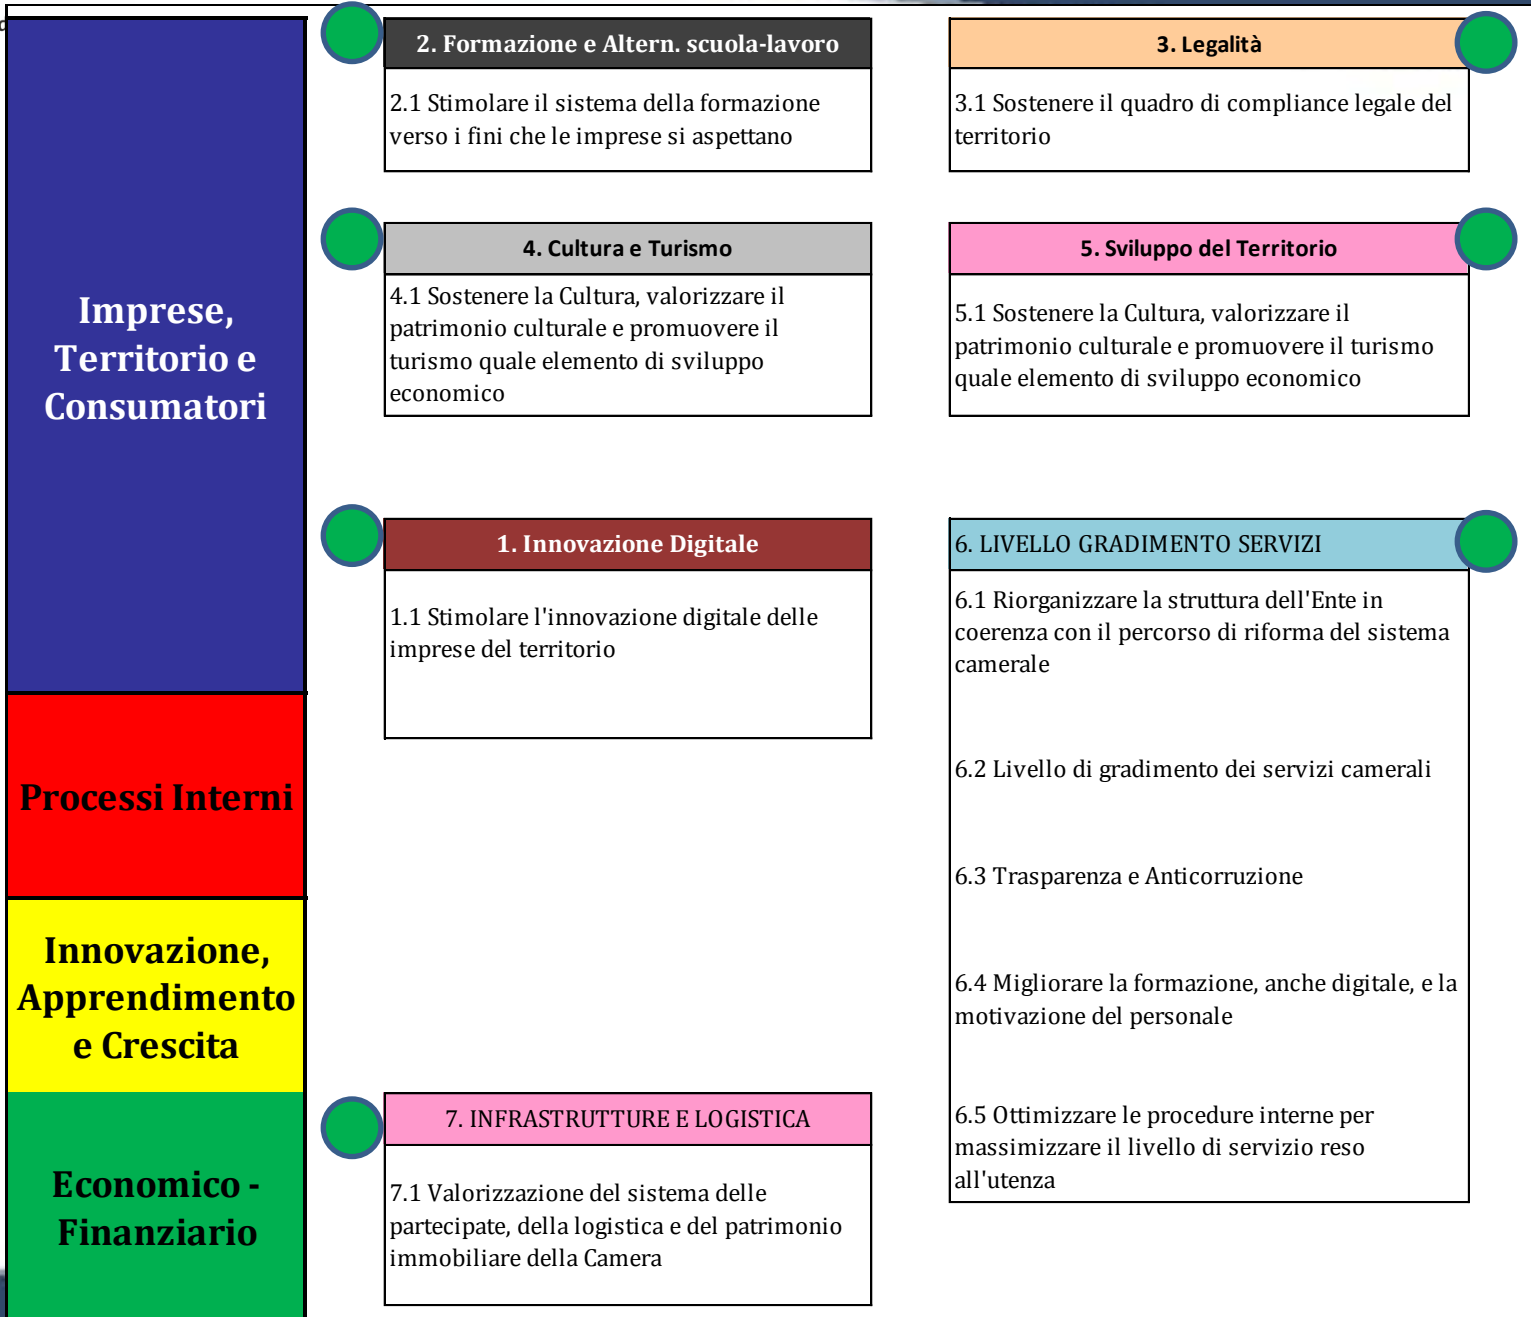 Imprese,
Territorio e
Consumatori
2. Formazione e Altern. scuola-lavoro
2.1 Stimolare il sistema della formazione
verso i fini che le imprese si aspettano
3. Legalità
3.1 Sostenere il quadro di compliance legale del
territorio
4. Cultura e Turismo
4.1 Sostenere la Cultura, valorizzare il
patrimonio culturale e promuovere il
turismo quale elemento di sviluppo
economico
5. Sviluppo del Territorio
5.1 Sostenere la Cultura, valorizzare il
patrimonio culturale e promuovere il turismo
quale elemento di sviluppo economico
1. Innovazione Digitale
1.1 Stimolare l'innovazione digitale delle
imprese del territorio
6. LIVELLO GRADIMENTO SERVIZI
6.1 Riorganizzare la struttura dell'Ente in
coerenza con il percorso di riforma del sistema
camerale
6.2 Livello di gradimento dei servizi camerali
6.3 Trasparenza e Anticorruzione
6.4 Migliorare la formazione, anche digitale, e la
motivazione del personale
6.5 Ottimizzare le procedure interne per
massimizzare il livello di servizio reso
all'utenza
Processi Interni
Innovazione,
Apprendimento
e Crescita
Economico -
Finanziario
7. INFRASTRUTTURE E LOGISTICA
7.1 Valorizzazione del sistema delle
partecipate, della logistica e del patrimonio
immobiliare della Camera